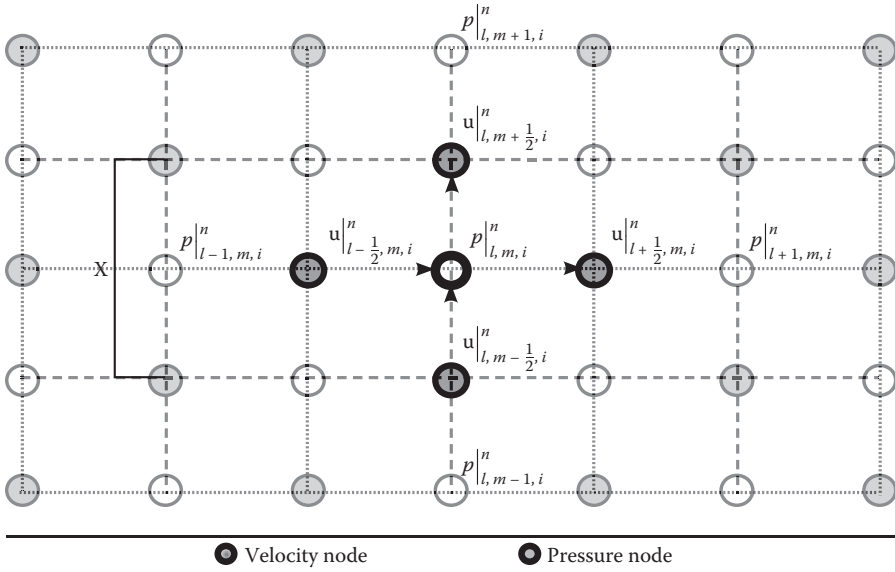 p|^n_{l, m + 1, i}
u|^n_{l, m + 1/2, i}
p|^n_{l − 1, m, i} u|^n_{l − 1/2, m, i} p|^n_{l, m, i} u|^n_{l + 1/2, m, i} p|^n_{l + 1, m, i}
X
u|^n_{l, m − 1/2, i}
p|^n_{l, m − 1, i}
Velocity node Pressure node